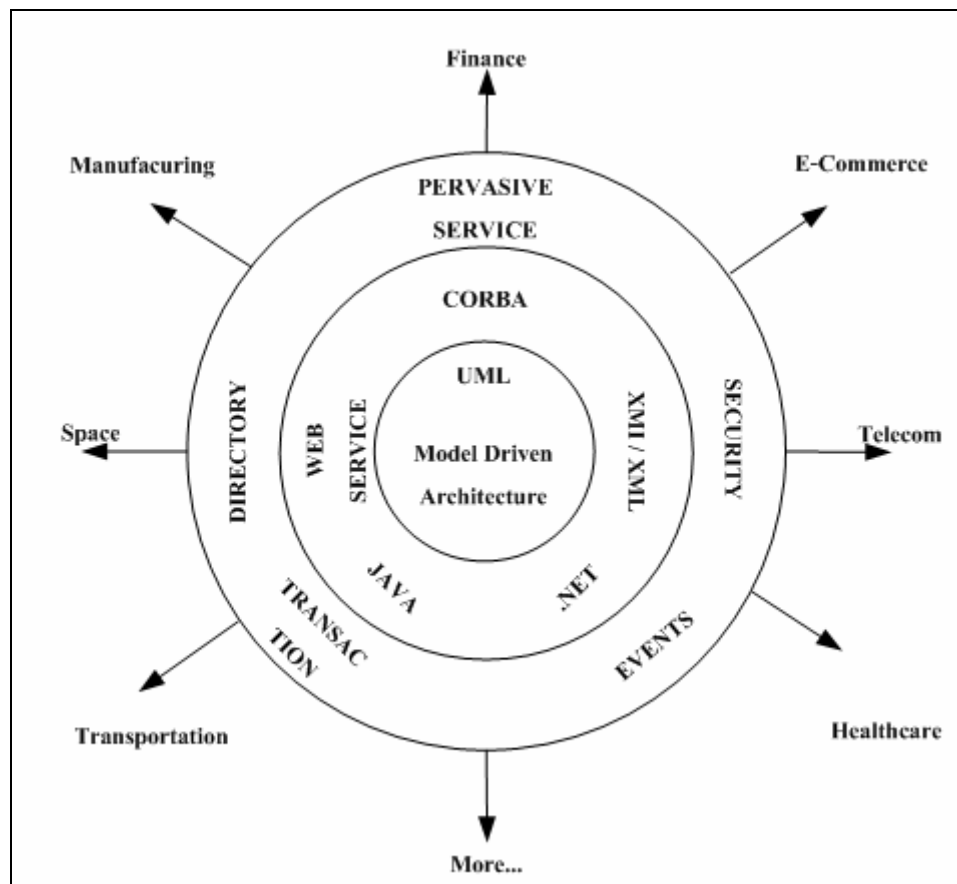 Finance
Manufacuring
E-Commerce
PERVASIVE
SERVICE
CORBA
UML
DIRECTORY
WEB
SERVICE
XMI / XML
SECURITY
Space
Telecom
Model Driven
Architecture
JAVA
.NET
TRANSAC
TION
EVENTS
Transportation
Healthcare
More...